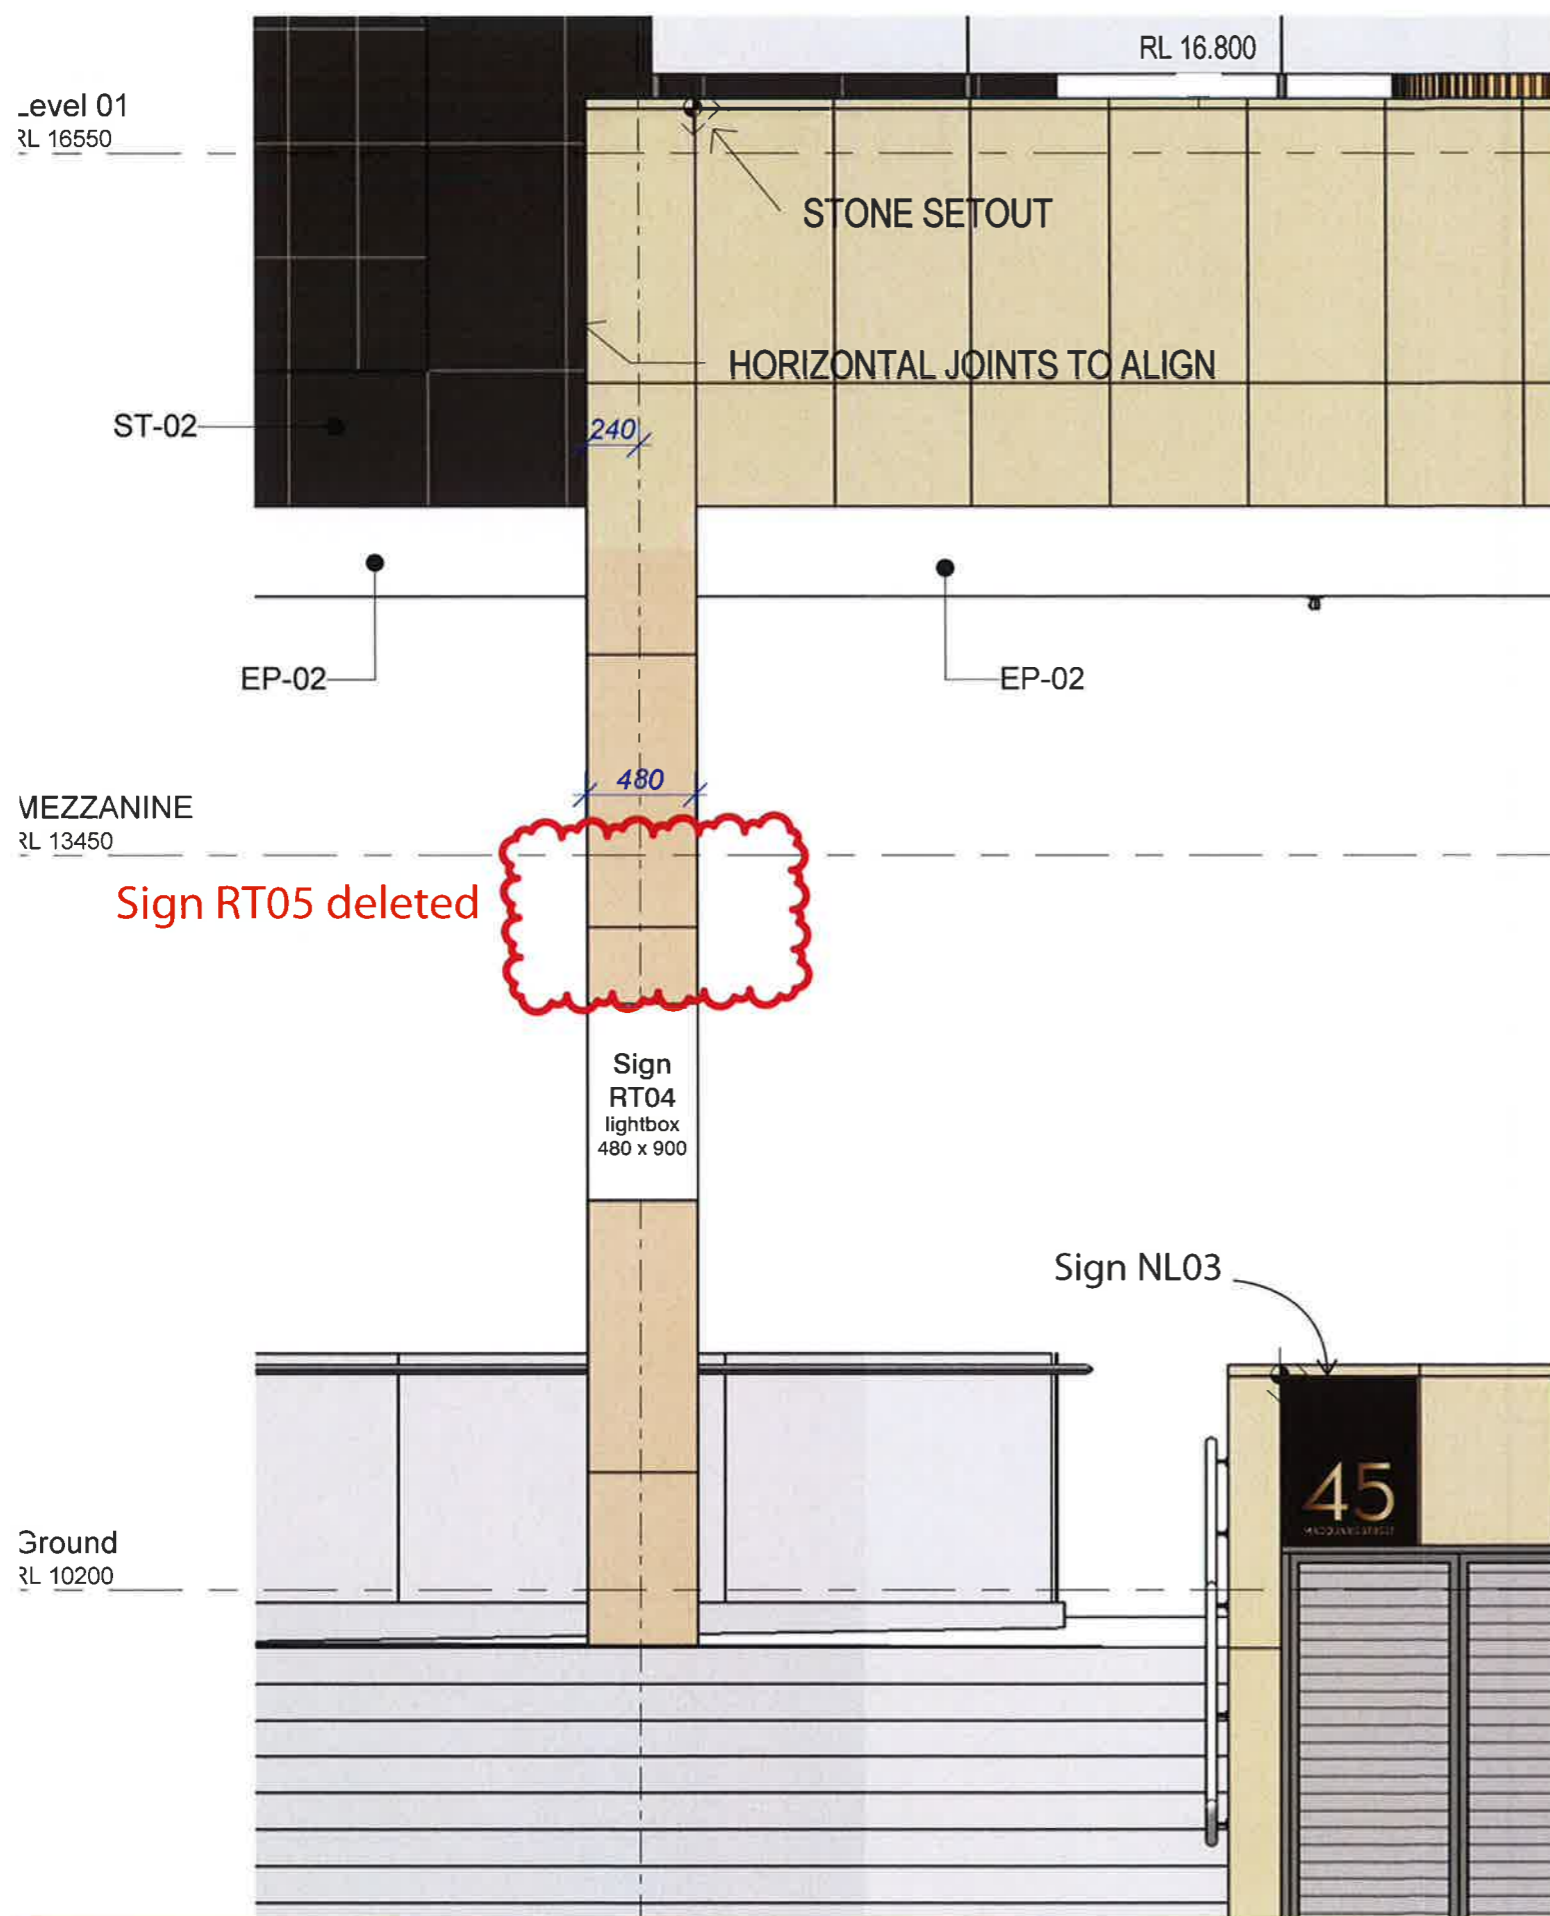 RL 16.800
Level 01
RL 16550
STONE SETOUT
HORIZONTAL JOINTS TO ALIGN
ST-02
240
EP-02
EP-02
480
MEZZANINE
RL 13450
Sign RT05 deleted
Sign
RT04
lightbox
480 x 900
Sign NL03
45
MACQUARIE STREET
Ground
RL 10200